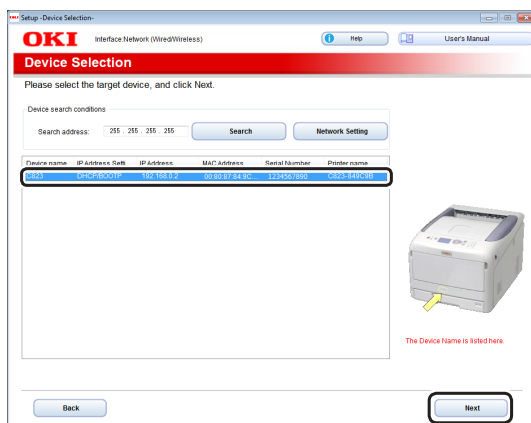 Setup -Device Selection-
OKI Interface:Network (Wired/Wireless) Help User's Manual
Device Selection
Please select the target device, and click Next.
Device search conditions
Search address: 255 . 255 . 255 . 255 Search Network Setting
Device name IP Address Setti IP Address MAC Address Serial Number Printer name
C823 DHCP/BOOTP 192.168.0.2 00:80:87:84:9C... 1234567890 C823-849C9B
The Device Name is listed here.
Back Next